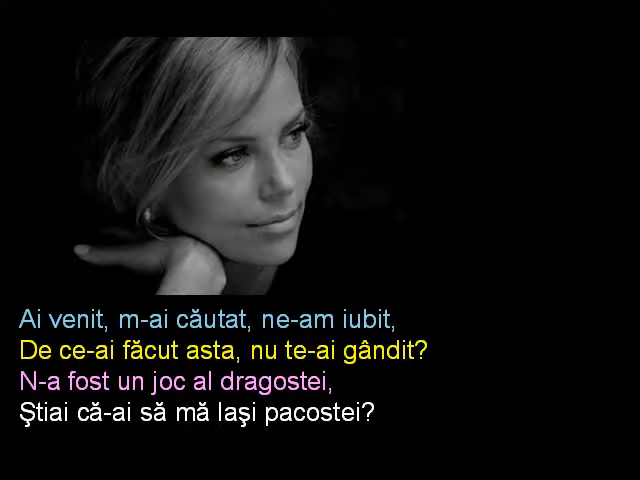 Ai venit, m-ai căutat, ne-am iubit,
De ce-ai făcut asta, nu te-ai gândit?
N-a fost un joc al dragostei,
Ştiai că-ai să mă laşi pacostei?